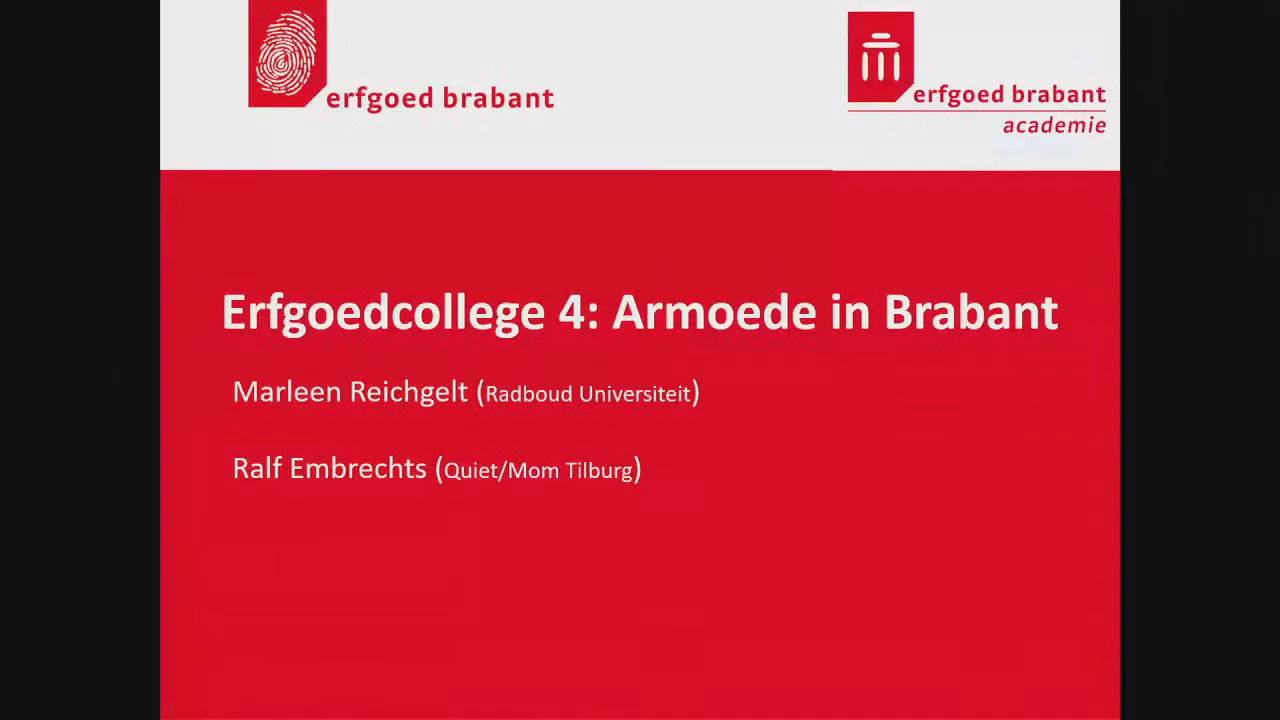 erfgoed brabant
erfgoed brabant
academie
Erfgoedcollege 4: Armoede in Brabant
Marleen Reichgelt (Radboud Universiteit)
Ralf Embrechts (Quiet/Mom Tilburg)